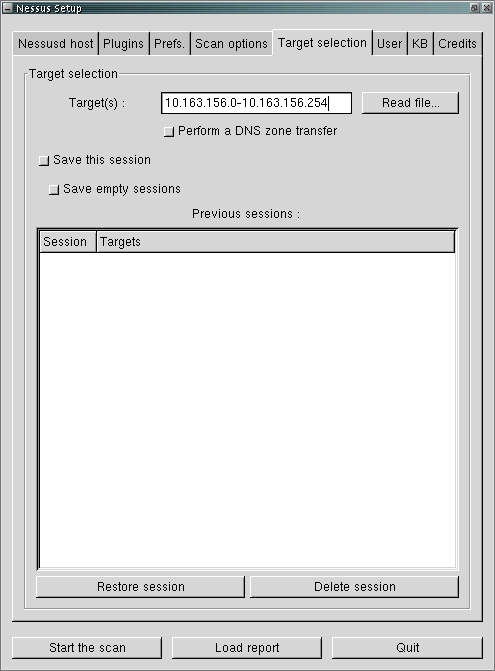 Nessus Setup
Nessusd host Plugins Prefs. Scan options Target selection User KB Credits
Target selection
Target(s) : 10.163.156.0-10.163.156.254 Read file...
Perform a DNS zone transfer
Save this session
Save empty sessions
Previous sessions :
Session Targets
Restore session Delete session
Start the scan Load report Quit